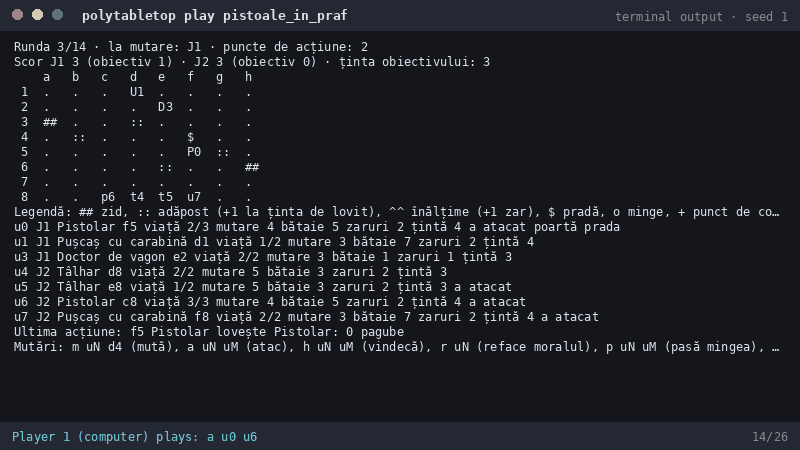 polytabletop play pistoale_in_praf
terminal output · seed 1
Runda 3/14 · la mutare: J1 · puncte de acțiune: 2
Scor J1 3 (obiectiv 1) · J2 3 (obiectiv 0) · ținta obiectivului: 3
a b c d e f g h
1 . . . U1 . . . .
2 . . . . D3 . . .
3 ## . . :: . . . .
4 . :: . . . $ . .
5 . . . . . P0 :: .
6 . . . . :: . . ##
7 . . . . . . . .
8 . . p6 t4 t5 u7 . .
Legendă: ## zid, :: adăpost (+1 la ținta de lovit), ^^ înălțime (+1 zar), $ pradă, o minge, + punct de co…
u0 J1 Pistolar f5 viață 2/3 mutare 4 bătaie 5 zaruri 2 țintă 4 a atacat poartă prada
u1 J1 Pușcaș cu carabină d1 viață 1/2 mutare 3 bătaie 7 zaruri 2 țintă 4
u3 J1 Doctor de vagon e2 viață 2/2 mutare 3 bătaie 1 zaruri 1 țintă 3
u4 J2 Tâlhar d8 viață 2/2 mutare 5 bătaie 3 zaruri 2 țintă 3
u5 J2 Tâlhar e8 viață 1/2 mutare 5 bătaie 3 zaruri 2 țintă 3 a atacat
u6 J2 Pistolar c8 viață 3/3 mutare 4 bătaie 5 zaruri 2 țintă 4 a atacat
u7 J2 Pușcaș cu carabină f8 viață 2/2 mutare 3 bătaie 7 zaruri 2 țintă 4 a atacat
Ultima acțiune: f5 Pistolar lovește Pistolar: 0 pagube
Mutări: m uN d4 (mută), a uN uM (atac), h uN uM (vindecă), r uN (reface moralul), p uN uM (pasă mingea), …
Player 1 (computer) plays: a u0 u6
14/26